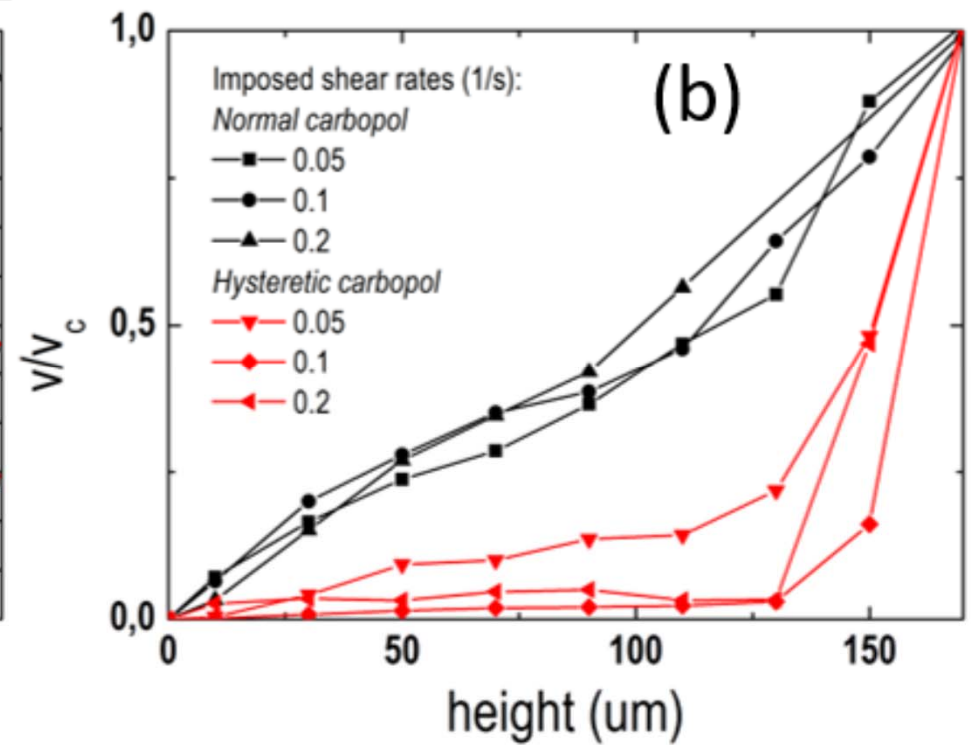 1,0
(b)
Imposed shear rates (1/s):
Normal carbopol
0.05
0.1
0.2
Hysteretic carbopol
0.05
0.1
0.2
0,5
v/vc
0,0
0 50 100 150
height (um)